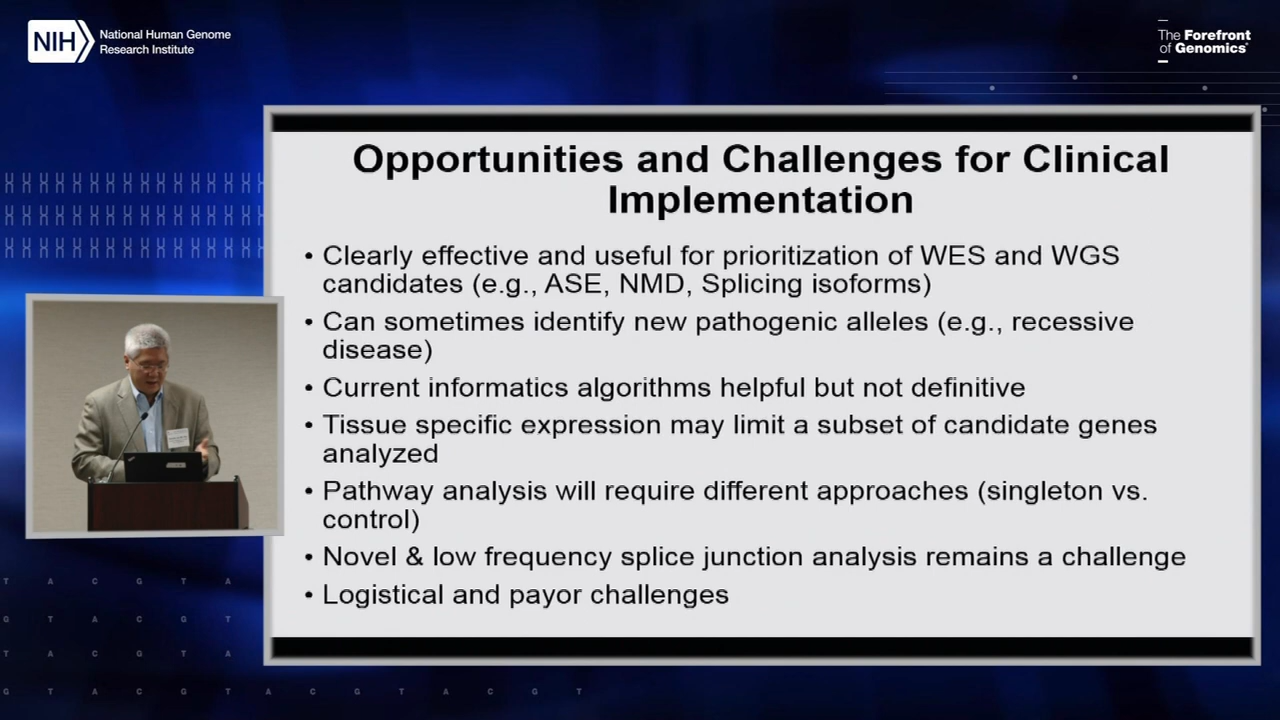 NIH
National Human Genome
Research Institute
The Forefront
of Genomics®
Opportunities and Challenges for Clinical
Implementation
• Clearly effective and useful for prioritization of WES and WGS
candidates (e.g., ASE, NMD, Splicing isoforms)
• Can sometimes identify new pathogenic alleles (e.g., recessive
disease)
• Current informatics algorithms helpful but not definitive
• Tissue specific expression may limit a subset of candidate genes
analyzed
• Pathway analysis will require different approaches (singleton vs.
control)
• Novel & low frequency splice junction analysis remains a challenge
• Logistical and payor challenges
T A C G T A
G T A C G T
T A C G T A
G T A C G T A C G T A C G T